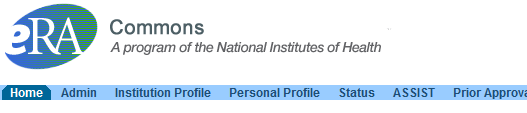 eRA Commons
A program of the National Institutes of Health
Home Admin Institution Profile Personal Profile Status ASSIST Prior Approva